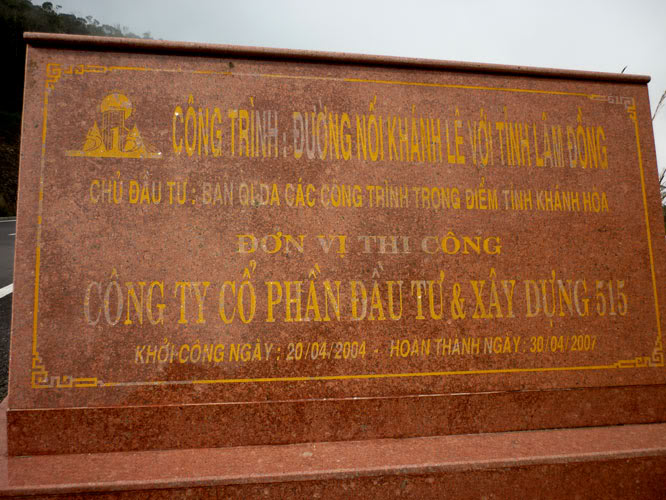 CÔNG TRÌNH : ĐƯỜNG NỐI KHÁNH LÊ VỚI TỈNH LÂM ĐỒNG
CHỦ ĐẦU TƯ : BAN QLDA CÁC CÔNG TRÌNH TRỌNG ĐIỂM TỈNH KHÁNH HÒA
ĐƠN VỊ THI CÔNG
CÔNG TY CỔ PHẦN ĐẦU TƯ & XÂY DỰNG 515
KHỞI CÔNG NGÀY : 20/04/2004 - HOÀN THÀNH NGÀY : 30/04/2007